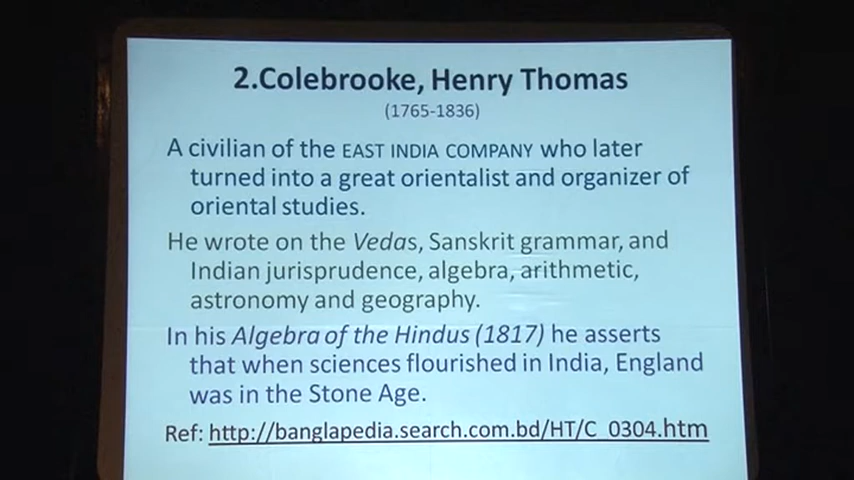 2.Colebrooke, Henry Thomas
(1765-1836)
A civilian of the EAST INDIA COMPANY who later
turned into a great orientalist and organizer of
oriental studies.
He wrote on the Vedas, Sanskrit grammar, and
Indian jurisprudence, algebra, arithmetic,
astronomy and geography.
In his Algebra of the Hindus (1817) he asserts
that when sciences flourished in India, England
was in the Stone Age.
Ref: http://banglapedia.search.com.bd/HT/C_0304.htm